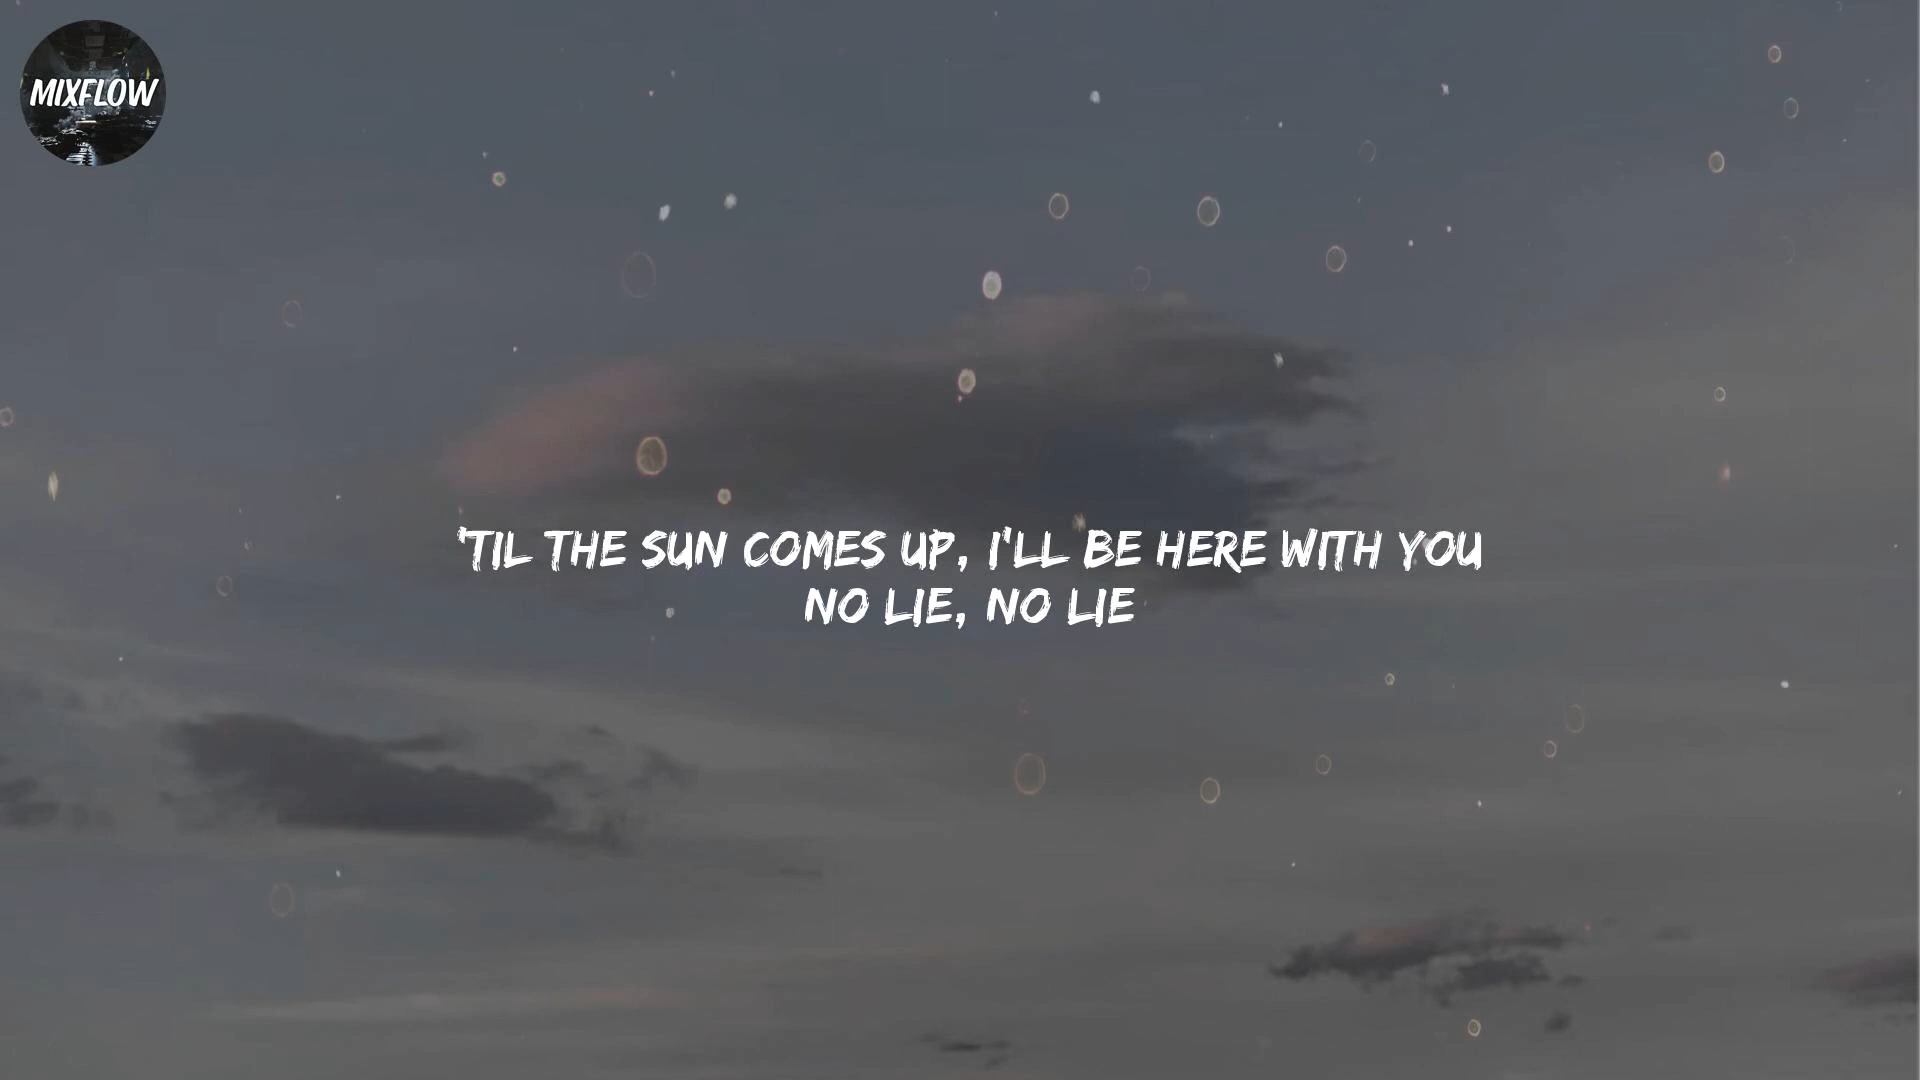 MIXFLOW
'TIL THE SUN COMES UP, I'LL BE HERE WITH YOU
NO LIE, NO LIE